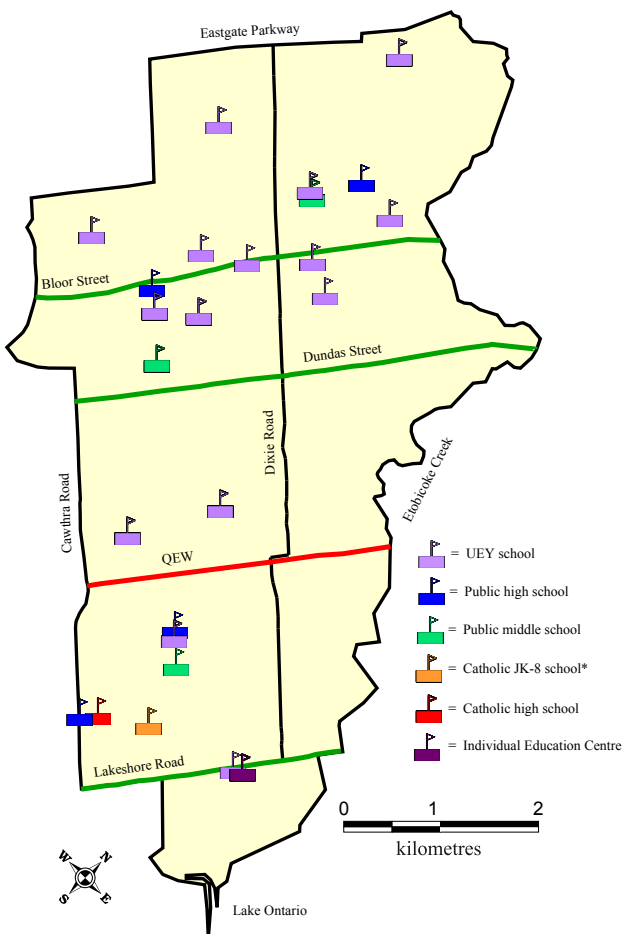 Eastgate Parkway
Bloor Street
Dundas Street
Dixie Road
Cawthra Road
Etobicoke Creek
QEW
= UEY school
= Public high school
= Public middle school
= Catholic JK-8 school*
= Catholic high school
= Individual Education Centre
Lakeshore Road
0 1 2
kilometres
W N
S E
Lake Ontario